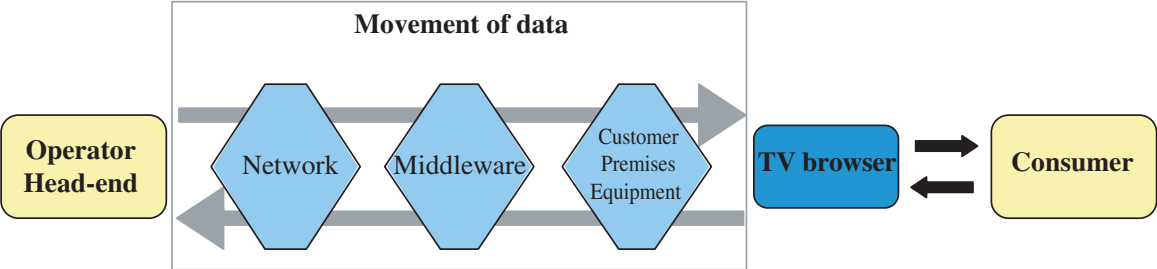 Movement of data
Operator
Head-end
Network
Middleware
Customer
Premises
Equipment
TV browser
Consumer